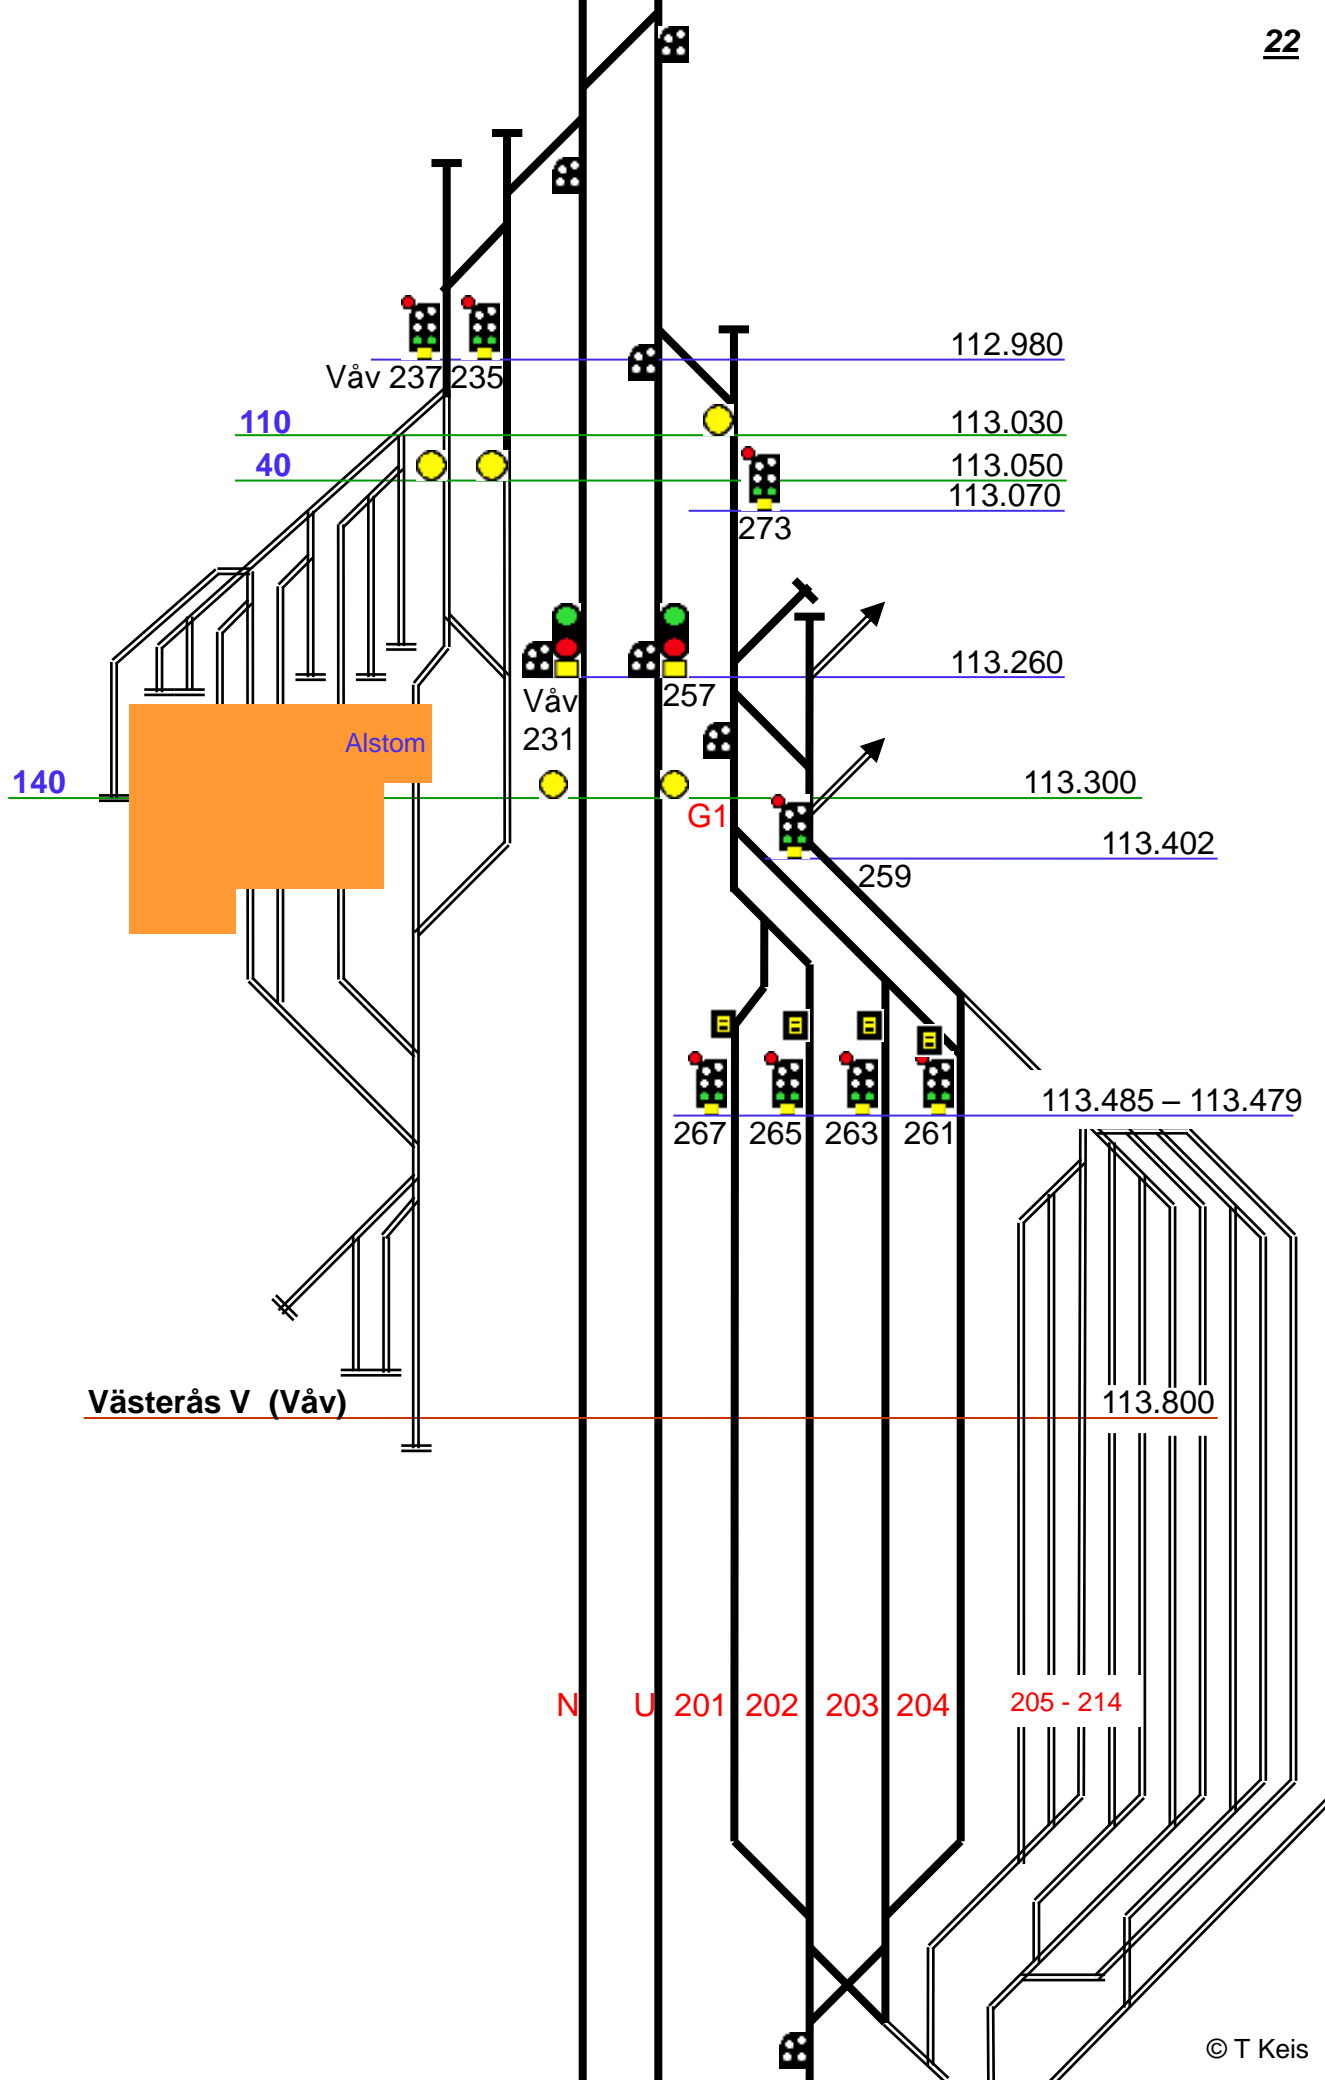 22
112.980
Våv 237 235
110 113.030
40 113.050
113.070
273
113.260
Våv 257
231
Alstom
140 113.300
G1
113.402
259
113.485 – 113.479
267 265 263 261
Västerås V (Våv) 113.800
N U 201 202 203 204 205 - 214
© T Keis